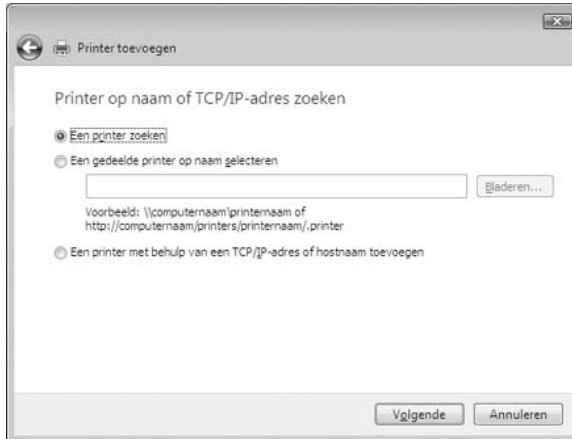 Printer toevoegen
Printer op naam of TCP/IP-adres zoeken
Een printer zoeken
Een gedeelde printer op naam selecteren
Bladeren...
Voorbeeld: \\computernaam\printernaam of
http://computernaam/printers/printernaam/.printer
Een printer met behulp van een TCP/IP-adres of hostnaam toevoegen
Volgende
Annuleren